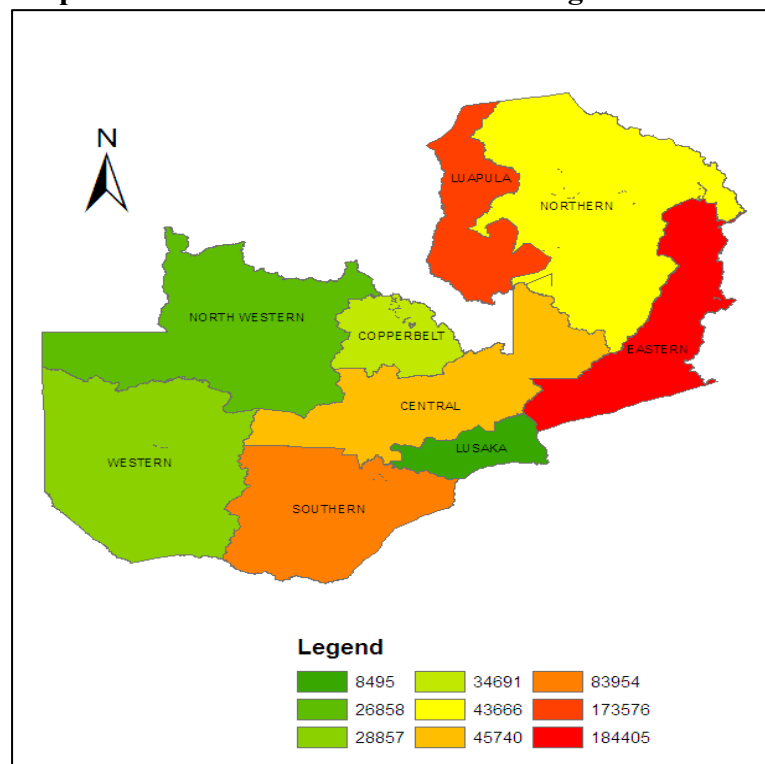 N
LUAPULA
NORTHERN
NORTH WESTERN
COPPERBELT
EASTERN
CENTRAL
LUSAKA
WESTERN
SOUTHERN
Legend
8495 34691 83954
26858 43666 173576
28857 45740 184405